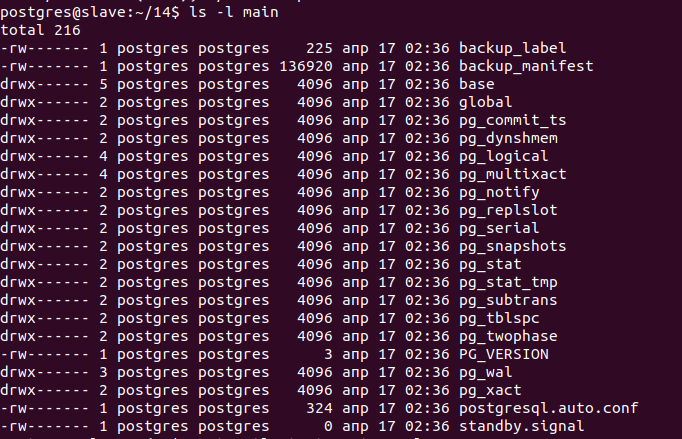 postgres@slave:~/14$ ls -l main
total 216
-rw------- 1 postgres postgres    225 апр 17 02:36 backup_label
-rw------- 1 postgres postgres 136920 апр 17 02:36 backup_manifest
drwx------ 5 postgres postgres   4096 апр 17 02:36 base
drwx------ 2 postgres postgres   4096 апр 17 02:36 global
drwx------ 2 postgres postgres   4096 апр 17 02:36 pg_commit_ts
drwx------ 2 postgres postgres   4096 апр 17 02:36 pg_dynshmem
drwx------ 4 postgres postgres   4096 апр 17 02:36 pg_logical
drwx------ 4 postgres postgres   4096 апр 17 02:36 pg_multixact
drwx------ 2 postgres postgres   4096 апр 17 02:36 pg_notify
drwx------ 2 postgres postgres   4096 апр 17 02:36 pg_replslot
drwx------ 2 postgres postgres   4096 апр 17 02:36 pg_serial
drwx------ 2 postgres postgres   4096 апр 17 02:36 pg_snapshots
drwx------ 2 postgres postgres   4096 апр 17 02:36 pg_stat
drwx------ 2 postgres postgres   4096 апр 17 02:36 pg_stat_tmp
drwx------ 2 postgres postgres   4096 апр 17 02:36 pg_subtrans
drwx------ 2 postgres postgres   4096 апр 17 02:36 pg_tblspc
drwx------ 2 postgres postgres   4096 апр 17 02:36 pg_twophase
-rw------- 1 postgres postgres      3 апр 17 02:36 PG_VERSION
drwx------ 3 postgres postgres   4096 апр 17 02:36 pg_wal
drwx------ 2 postgres postgres   4096 апр 17 02:36 pg_xact
-rw------- 1 postgres postgres    324 апр 17 02:36 postgresql.auto.conf
-rw------- 1 postgres postgres      0 апр 17 02:36 standby.signal